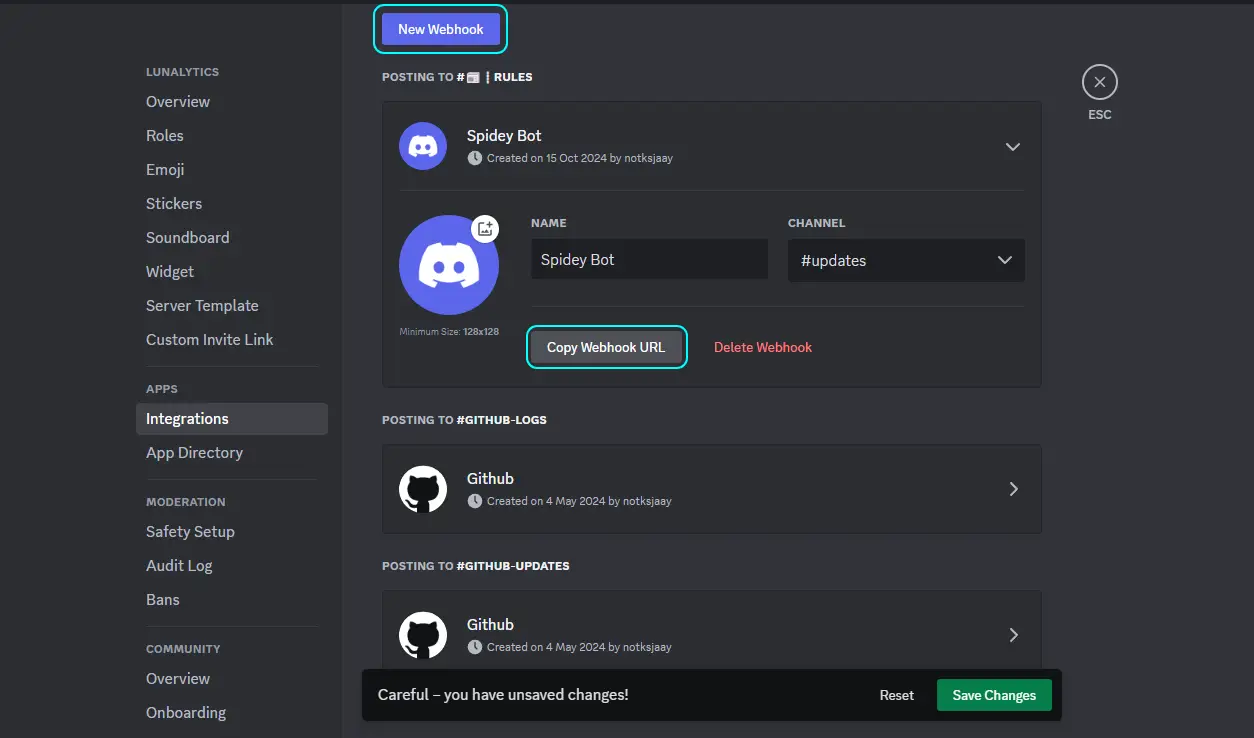 New Webhook
LUNALYTICS
Overview
Roles
Emoji
Stickers
Soundboard
Widget
Server Template
Custom Invite Link
APPS
Integrations
App Directory
MODERATION
Safety Setup
Audit Log
Bans
COMMUNITY
Overview
Onboarding
POSTING TO #📰┆RULES
Spidey Bot
Created on 15 Oct 2024 by notksjaay
NAME
CHANNEL
Spidey Bot
#updates
Minimum Size: 128x128
Copy Webhook URL
Delete Webhook
POSTING TO #GITHUB-LOGS
Github
Created on 4 May 2024 by notksjaay
POSTING TO #GITHUB-UPDATES
Github
Created on 4 May 2024 by notksjaay
Careful – you have unsaved changes!
Reset
Save Changes
ESC